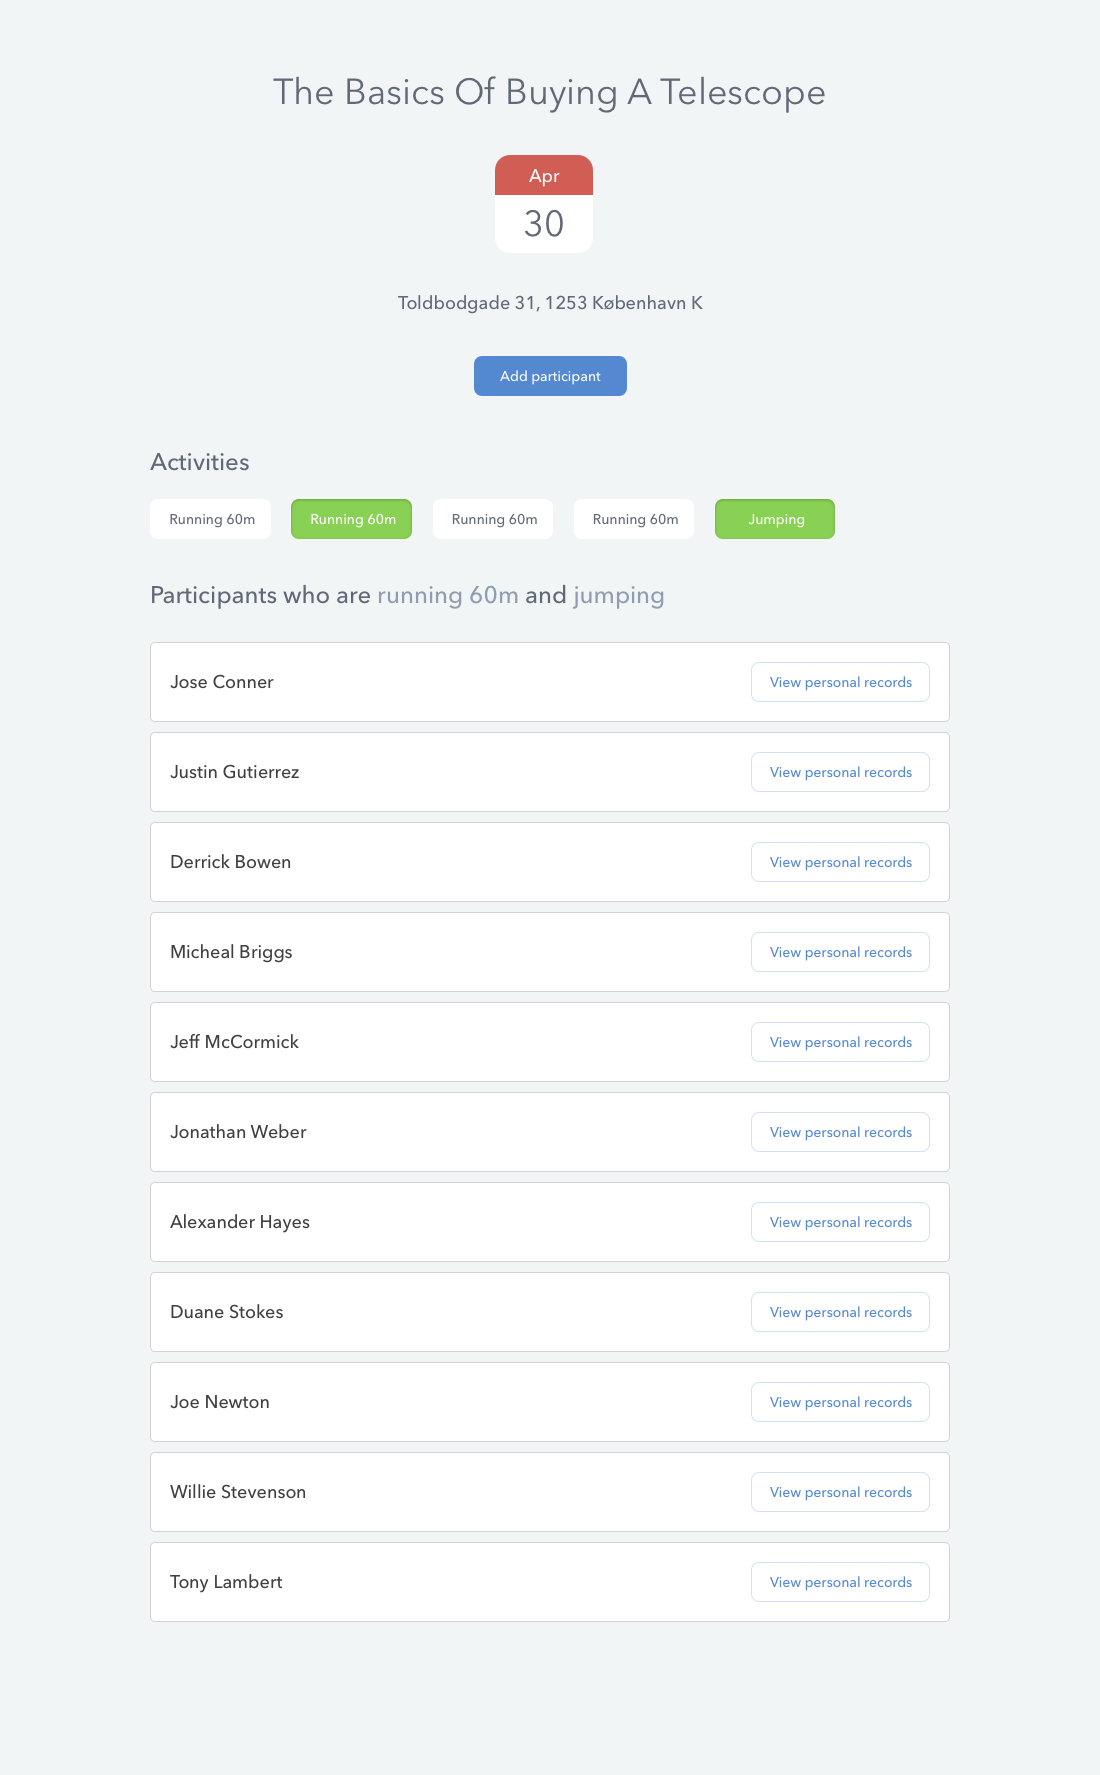 The Basics Of Buying A Telescope
Apr
30
Toldbodgade 31, 1253 København K
Add participant
Activities
Running 60m Running 60m Running 60m Running 60m Jumping
Participants who are running 60m and jumping
Jose Conner View personal records
Justin Gutierrez View personal records
Derrick Bowen View personal records
Micheal Briggs View personal records
Jeff McCormick View personal records
Jonathan Weber View personal records
Alexander Hayes View personal records
Duane Stokes View personal records
Joe Newton View personal records
Willie Stevenson View personal records
Tony Lambert View personal records